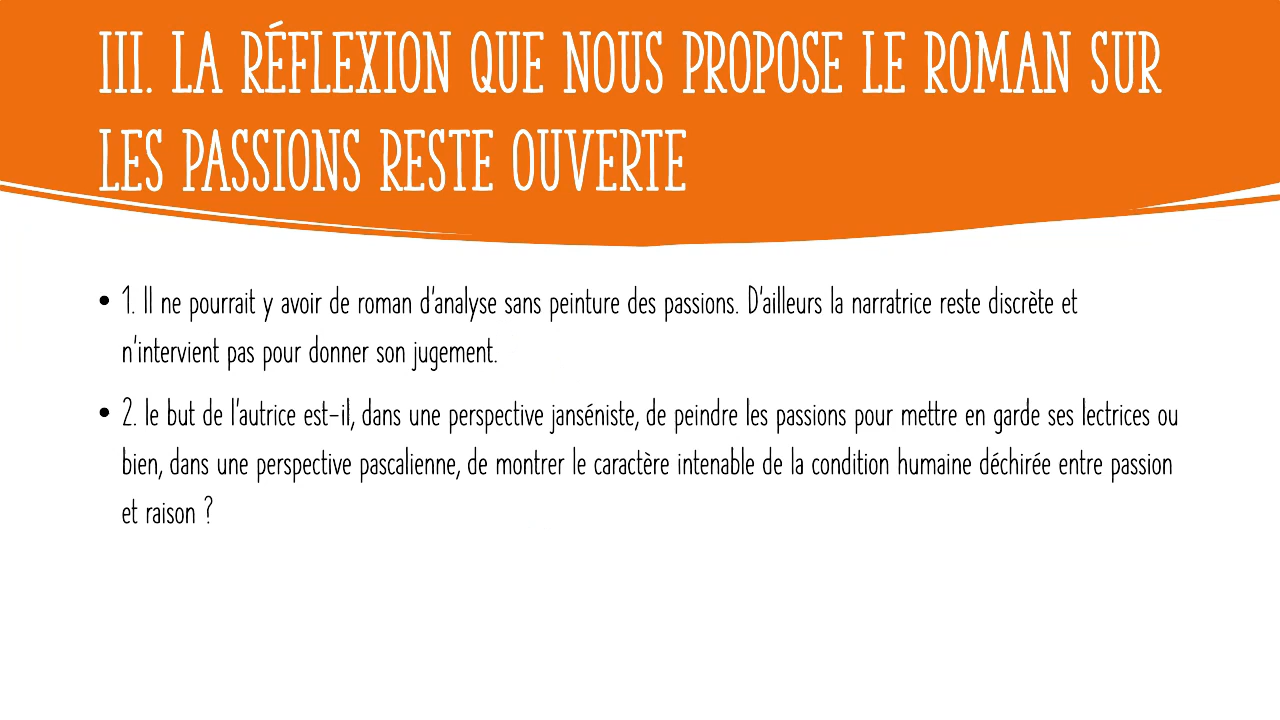 III. LA RÉFLEXION QUE NOUS PROPOSE LE ROMAN SUR
LES PASSIONS RESTE OUVERTE
• 1. Il ne pourrait y avoir de roman d'analyse sans peinture des passions. D'ailleurs la narratrice reste discrète et
n'intervient pas pour donner son jugement.
• 2. le but de l'autrice est-il, dans une perspective janséniste, de peindre les passions pour mettre en garde ses lectrices ou
bien, dans une perspective pascalienne, de montrer le caractère intenable de la condition humaine déchirée entre passion
et raison ?